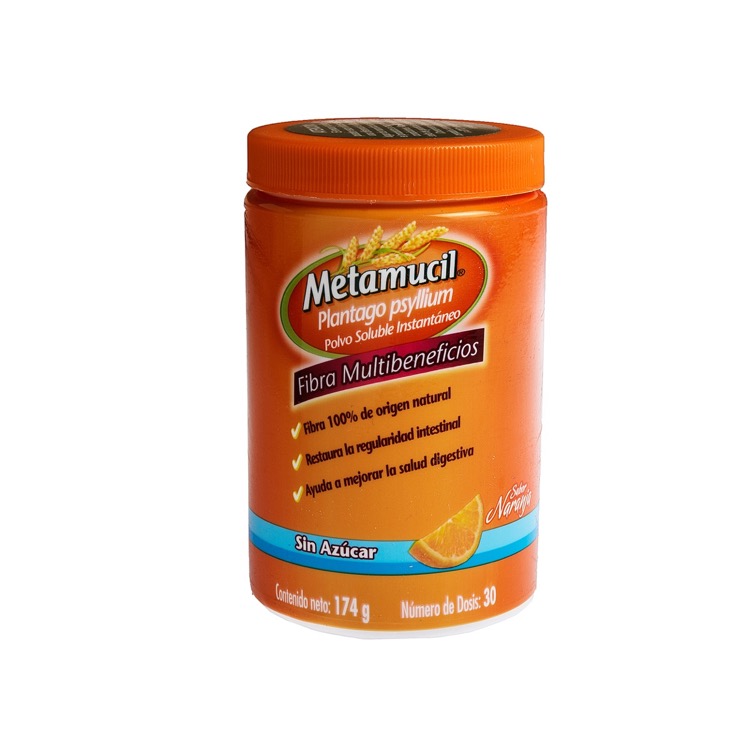 Metamucil®
Plantago psyllium
Polvo Soluble Instantáneo
Fibra Multibeneficios
Fibra 100% de origen natural
Restaura la regularidad intestinal
Ayuda a mejorar la salud digestiva
Sabor
Naranja
Sin Azúcar
Contenido neto: 174 g
Número de Dosis: 30